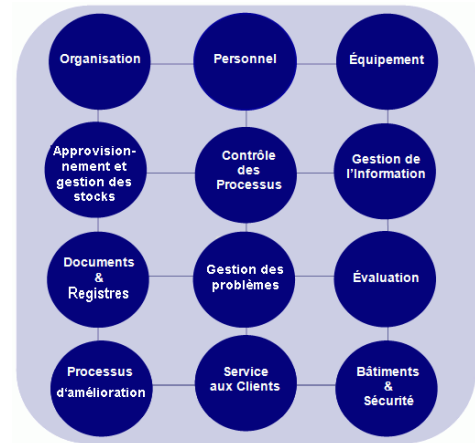 Organisation
Personnel
Équipement
Approvision-
nement et
gestion des
stocks
Contrôle
des
Processus
Gestion de
l'Information
Documents
&
Registres
Gestion des
problèmes
Évaluation
Processus
d'amélioration
Service
aux Clients
Bâtiments
&
Sécurité